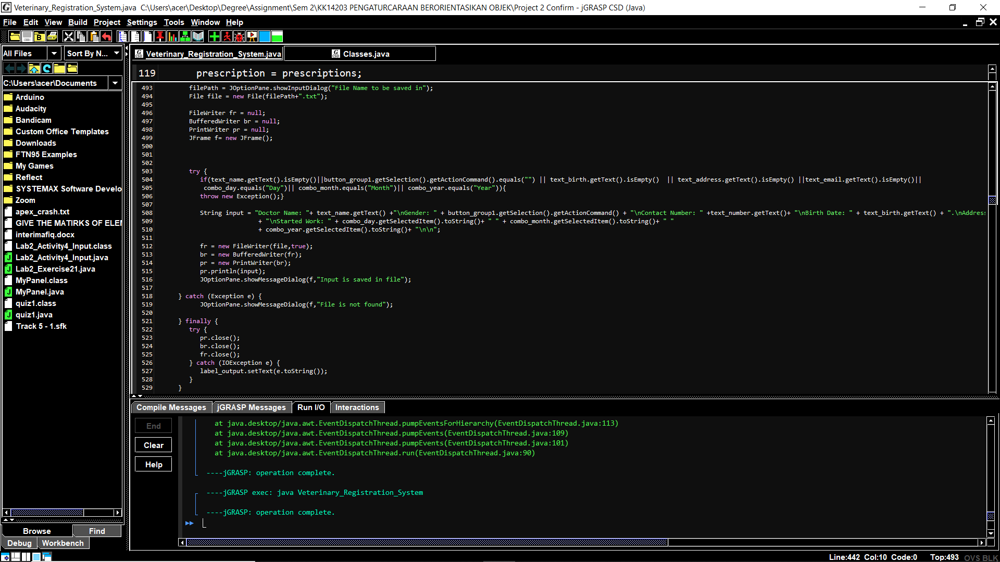 Veterinary_Registration_System.java  C:\Users\acer\Desktop\Degree\Assignment\Sem 2\KK14203 PENGATURCARAAN BERORIENTASIKAN OBJEK\Project 2 Confirm - jGRASP CSD (Java)
File Edit View Build Project Settings Tools Window Help
All Files Sort By N...
C:\Users\acer\Documents
Arduino
Audacity
Bandicam
Custom Office Templates
Downloads
FTN95 Examples
My Games
Reflect
SYSTEMAX Software Develo
Zoom
apex_crash.txt
GIVE THE MATIRKS OF ELE
interimafiq.docx
Lab2_Activity4_Input.class
Lab2_Activity4_Input.java
Lab2_Exercise21.java
MyPanel.class
MyPanel.java
quiz1.class
quiz1.java
Track 5 - 1.sfk
Browse Find
Debug Workbench
Veterinary_Registration_System.java Classes.java
119 prescription = prescriptions;
493 filePath = JOptionPane.showInputDialog("File Name to be saved in");
494 File file = new File(filePath+".txt");
495
496 FileWriter fr = null;
497 BufferedWriter br = null;
498 PrintWriter pr = null;
499 JFrame f= new JFrame();
500
501
502
503 try {
504 if(text_name.getText().isEmpty()||button_group1.getSelection().getActionCommand().equals("") || text_birth.getText().isEmpty()  || text_address.getText().isEmpty() ||text_email.getText().isEmpty()||
505 combo_day.equals("Day")|| combo_month.equals("Month")|| combo_year.equals("Year")){
506 throw new Exception();}
507
508 String input = "Doctor Name: "+ text_name.getText() +"\nGender: " + button_group1.getSelection().getActionCommand() + "\nContact Number: " +text_number.getText()+ "\nBirth Date: " + text_birth.getText() + ".\nAddres
509 + "\nStarted Work: " + combo_day.getSelectedItem().toString()+ " " + combo_month.getSelectedItem().toString()+ " "
510 + combo_year.getSelectedItem().toString()+ "\n\n";
511
512 fr = new FileWriter(file,true);
513 br = new BufferedWriter(fr);
514 pr = new PrintWriter(br);
515 pr.println(input);
516 JOptionPane.showMessageDialog(f,"Input is saved in file");
517
518 } catch (Exception e) {
519 JOptionPane.showMessageDialog(f,"File is not found");
520
521 } finally {
522 try {
523 pr.close();
524 br.close();
525 fr.close();
526 } catch (IOException e) {
527 label_output.setText(e.toString());
528 }
529 }
Compile Messages jGRASP Messages Run I/O Interactions
End
Clear
Help
at java.desktop/java.awt.EventDispatchThread.pumpEventsForHierarchy(EventDispatchThread.java:113)
at java.desktop/java.awt.EventDispatchThread.pumpEvents(EventDispatchThread.java:109)
at java.desktop/java.awt.EventDispatchThread.pumpEvents(EventDispatchThread.java:101)
at java.desktop/java.awt.EventDispatchThread.run(EventDispatchThread.java:90)
----jGRASP: operation complete.
----jGRASP exec: java Veterinary_Registration_System
----jGRASP: operation complete.
Line:442 Col:10 Code:0 Top:493 OVS BLK